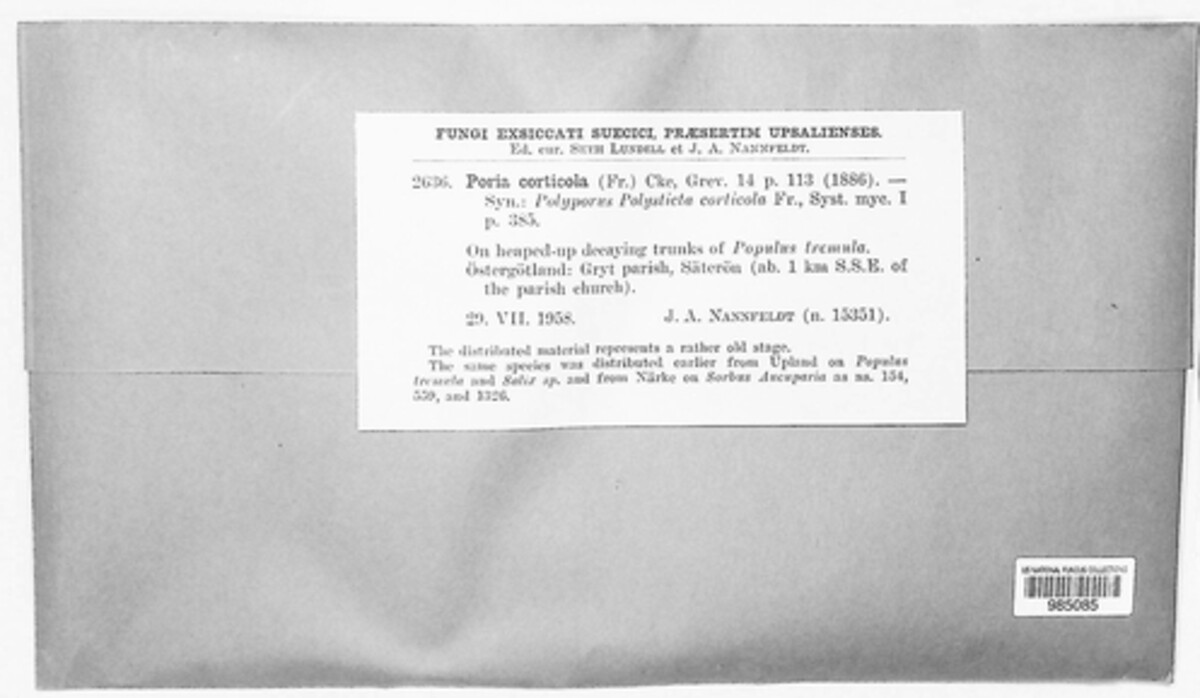 FUNGI EXSICCATI SUECICI, PRÆSERTIM UPSALIENSES.
Ed. cur. SETH LUNDELL et J. A. NANNFELDT.
2636. Poria corticola (Fr.) Cke, Grev. 14 p. 113 (1886). —
Syn.: Polyporus Polysticta corticola Fr., Syst. myc. I
p. 385.
On heaped-up decaying trunks of Populus tremula.
Östergötland: Gryt parish, Säterön (ab. 1 km S.S.E. of
the parish church).
29. VII. 1958. J. A. NANNFELDT (n. 15351).
The distributed material represents a rather old stage.
The same species was distributed earlier from Upland on Populus
tremula and Salix sp. and from Närke on Sorbus Aucuparia as ns. 154,
559, and 1326.
US NATIONAL FUNGUS COLLECTIONS
985085